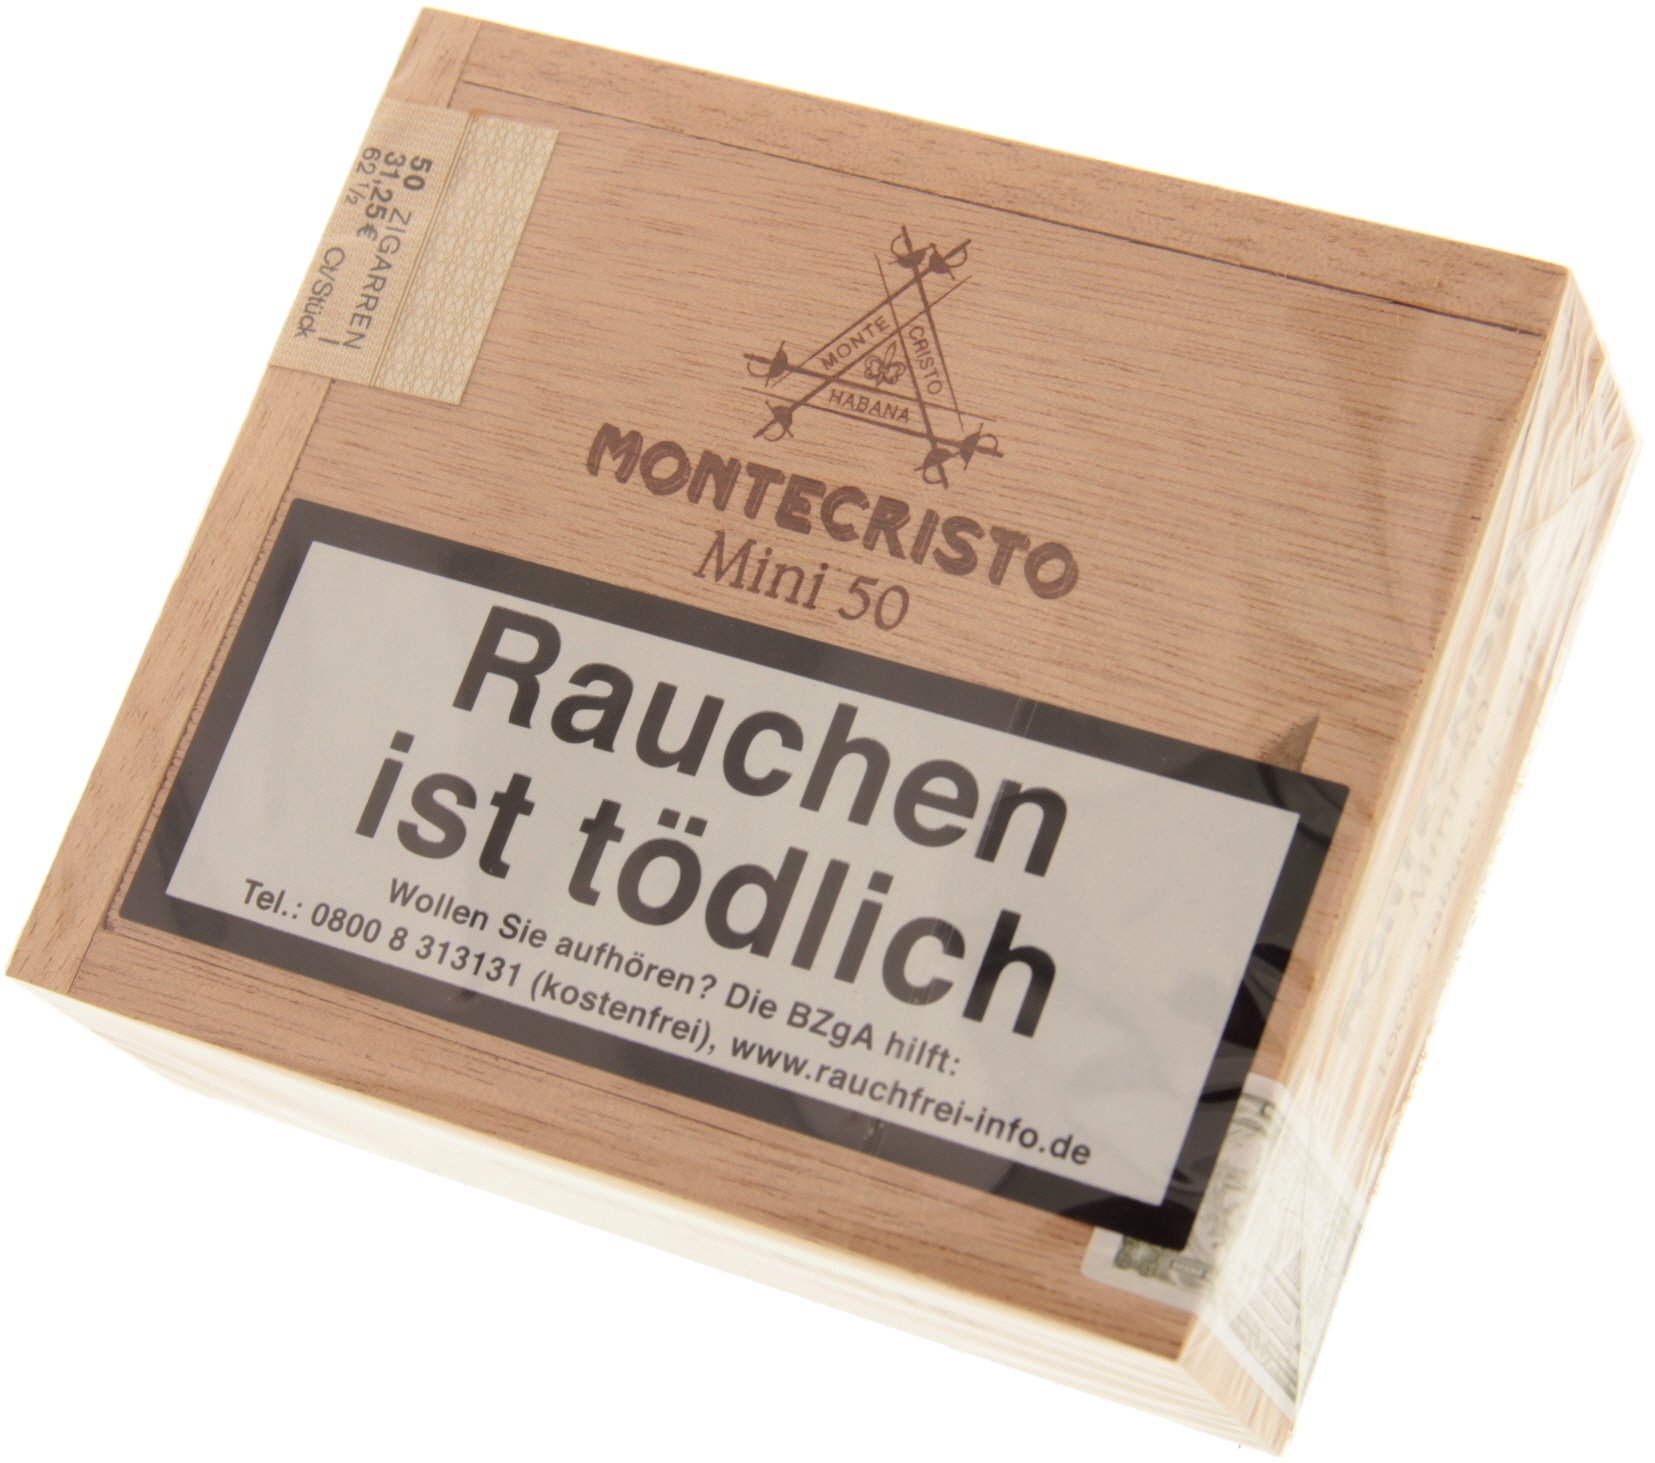 50 ZIGARREN
31,25€
62 1/2 Ct/Stück
MONTE
CRISTO
HABANA
MONTECRISTO
Mini 50
Rauchen
ist tödlich
Wollen Sie aufhören? Die BZgA hilft:
Tel.: 0800 8 313131 (kostenfrei), www.rauchfrei-info.de